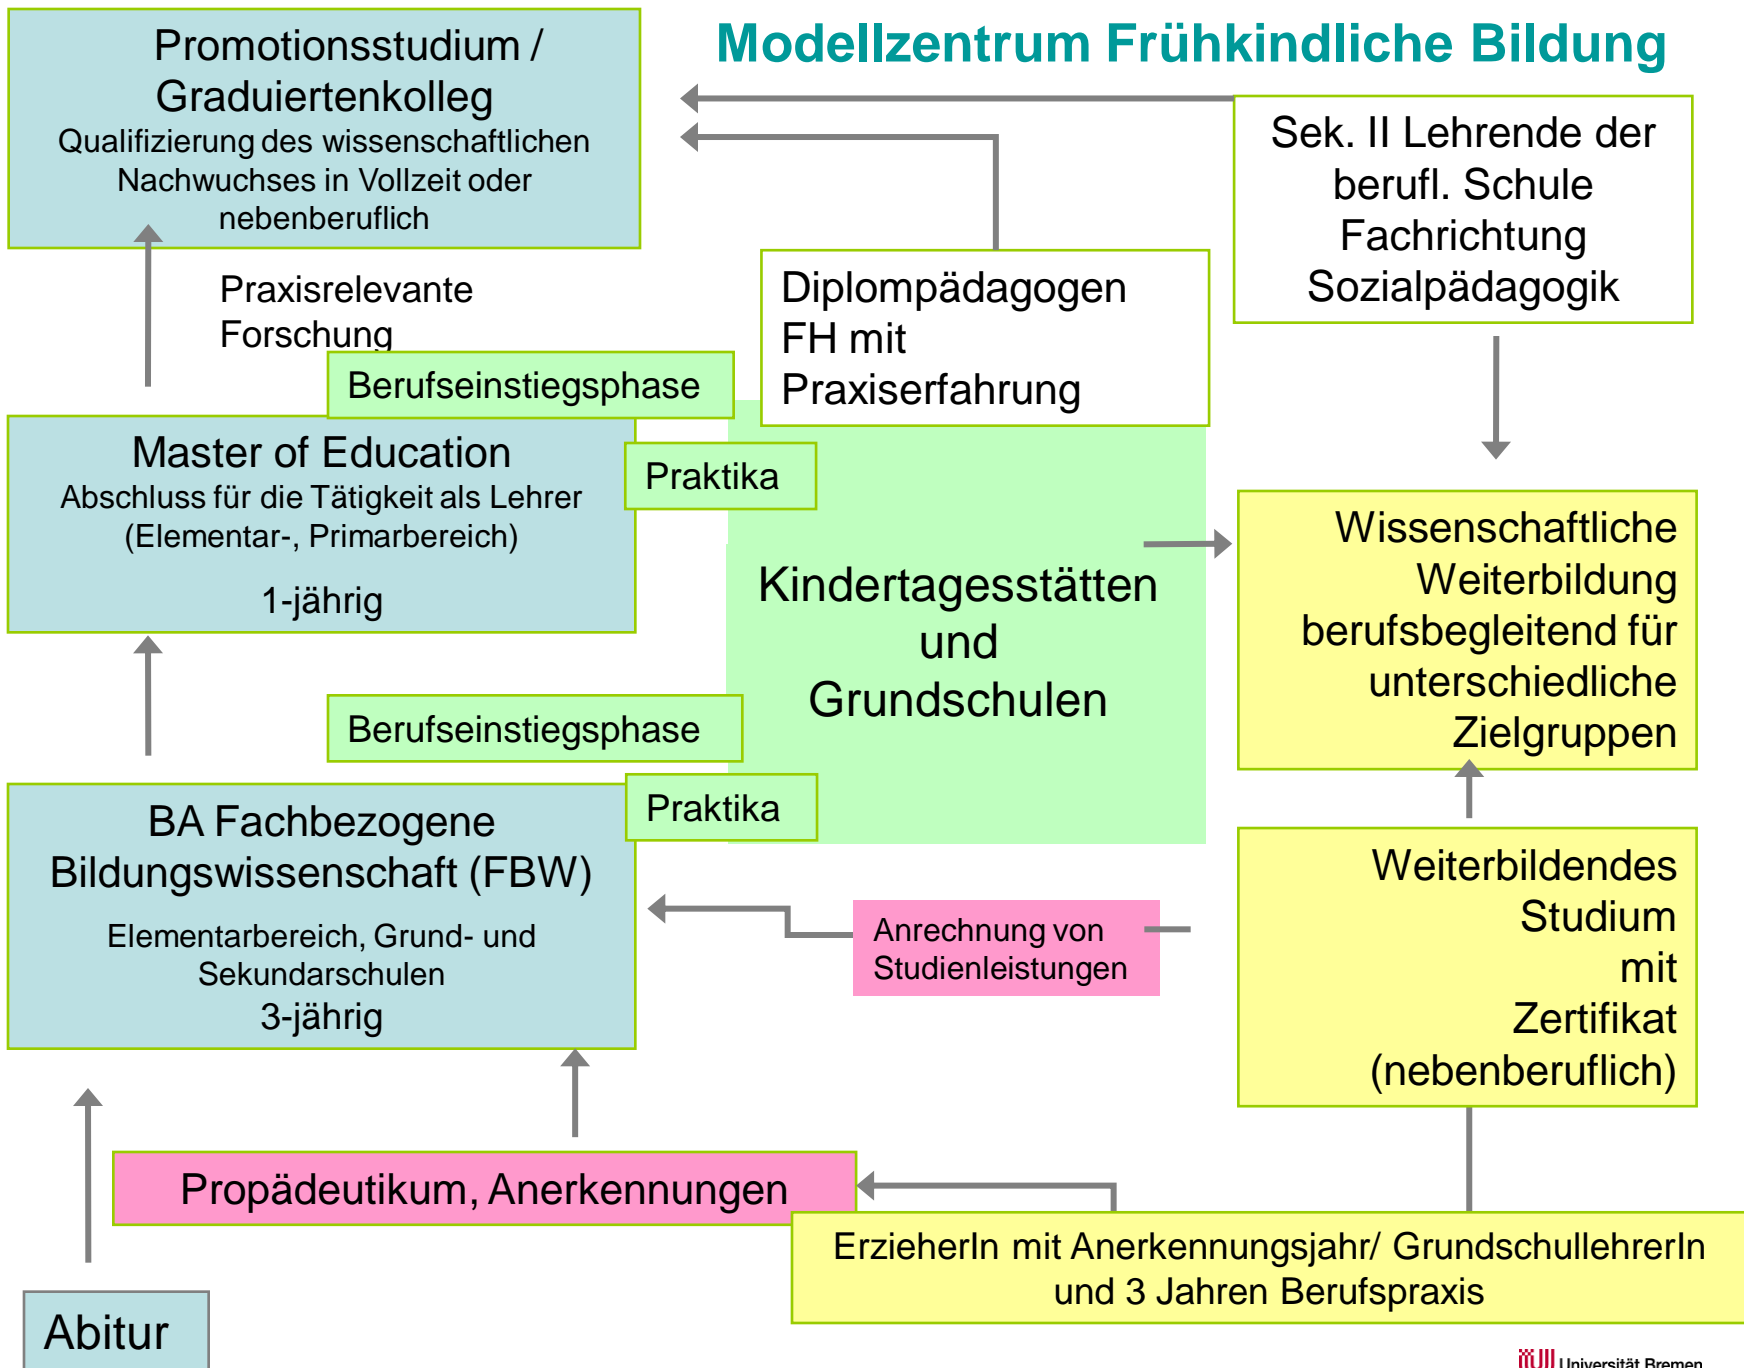 Modellzentrum Frühkindliche Bildung
Promotionsstudium /
Graduiertenkolleg
Qualifizierung des wissenschaftlichen
Nachwuchses in Vollzeit oder
nebenberuflich
Sek. II Lehrende der
berufl. Schule
Fachrichtung
Sozialpädagogik
Praxisrelevante
Forschung
Diplompädagogen
FH mit
Praxiserfahrung
Berufseinstiegsphase
Master of Education
Abschluss für die Tätigkeit als Lehrer
(Elementar-, Primarbereich)
1-jährig
Praktika
Kindertagesstätten
und
Grundschulen
Wissenschaftliche
Weiterbildung
berufsbegleitend für
unterschiedliche
Zielgruppen
Berufseinstiegsphase
Praktika
BA Fachbezogene
Bildungswissenschaft (FBW)
Elementarbereich, Grund- und
Sekundarschulen
3-jährig
Anrechnung von
Studienleistungen
Weiterbildendes
Studium
mit
Zertifikat
(nebenberuflich)
Propädeutikum, Anerkennungen
ErzieherIn mit Anerkennungsjahr/ GrundschullehrerIn
und 3 Jahren Berufspraxis
Abitur
Universität Bremen